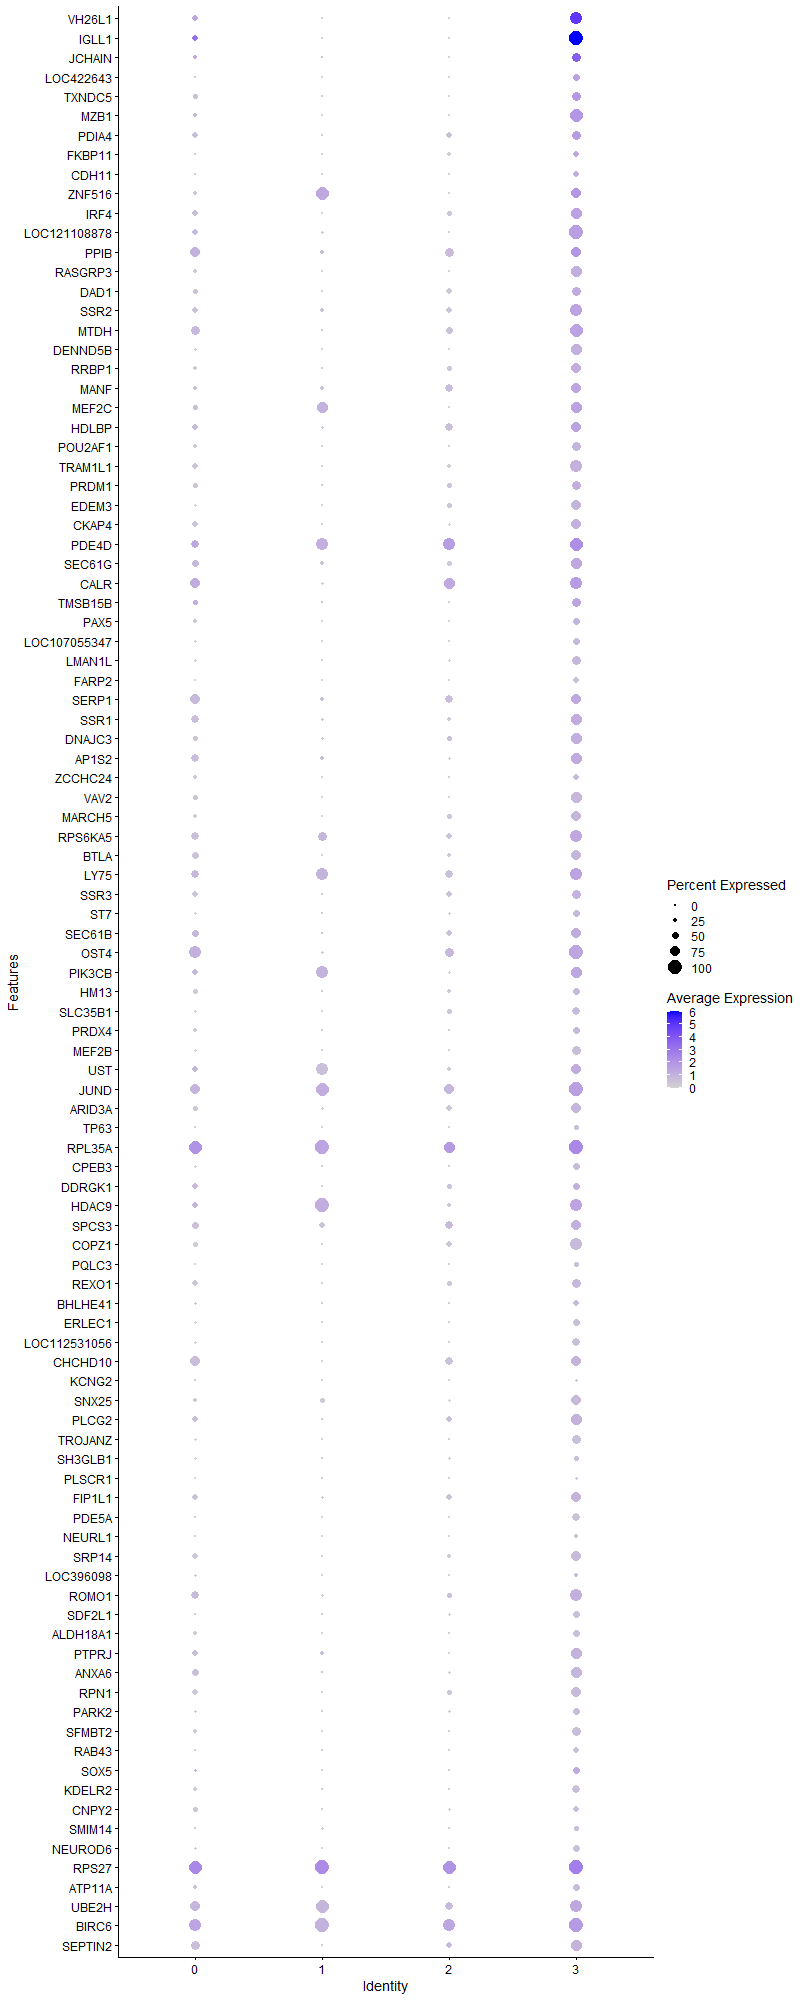 VH26L1
IGLL1
JCHAIN
LOC422643
TXNDC5
MZB1
PDIA4
FKBP11
CDH11
ZNF516
IRF4
LOC121108878
PPIB
RASGRP3
DAD1
SSR2
MTDH
DENND5B
RRBP1
MANF
MEF2C
HDLBP
POU2AF1
TRAM1L1
PRDM1
EDEM3
CKAP4
PDE4D
SEC61G
CALR
TMSB15B
PAX5
LOC107055347
LMAN1L
FARP2
SERP1
SSR1
DNAJC3
AP1S2
ZCCHC24
VAV2
MARCH5
RPS6KA5
BTLA
LY75
SSR3
ST7
SEC61B
OST4
PIK3CB
HM13
SLC35B1
PRDX4
MEF2B
UST
JUND
ARID3A
TP63
RPL35A
CPEB3
DDRGK1
HDAC9
SPCS3
COPZ1
PQLC3
REXO1
BHLHE41
ERLEC1
LOC112531056
CHCHD10
KCNG2
SNX25
PLCG2
TROJANZ
SH3GLB1
PLSCR1
FIP1L1
PDE5A
NEURL1
SRP14
LOC396098
ROMO1
SDF2L1
ALDH18A1
PTPRJ
ANXA6
RPN1
PARK2
SFMBT2
RAB43
SOX5
KDELR2
CNPY2
SMIM14
NEUROD6
RPS27
ATP11A
UBE2H
BIRC6
SEPTIN2
Features
0 1 2 3
Identity
Percent Expressed
0
25
50
75
100
Average Expression
6
5
4
3
2
1
0